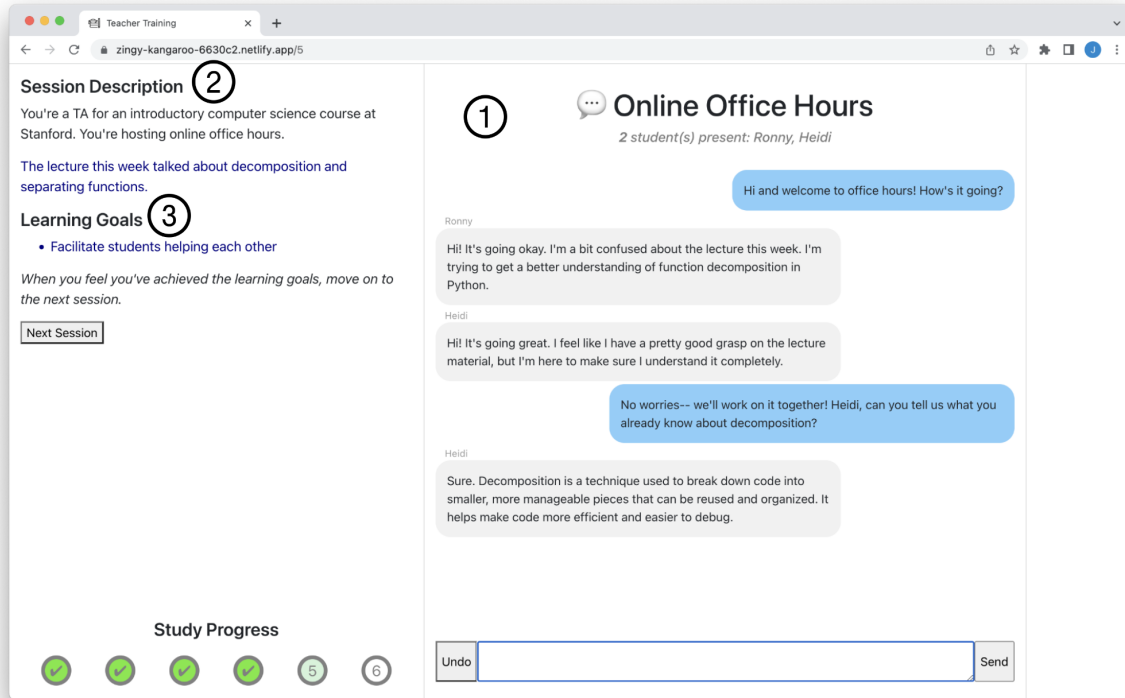 Teacher Training
zingy-kangaroo-6630c2.netlify.app/5
J
Session Description
2
You're a TA for an introductory computer science course at
Stanford. You're hosting online office hours.
The lecture this week talked about decomposition and
separating functions.
Learning Goals
3
• Facilitate students helping each other
When you feel you've achieved the learning goals, move on to
the next session.
Next Session
Study Progress
5
6
1
Online Office Hours
2 student(s) present: Ronny, Heidi
Hi and welcome to office hours! How's it going?
Ronny
Hi! It's going okay. I'm a bit confused about the lecture this week. I'm
trying to get a better understanding of function decomposition in
Python.
Heidi
Hi! It's going great. I feel like I have a pretty good grasp on the lecture
material, but I'm here to make sure I understand it completely.
No worries-- we'll work on it together! Heidi, can you tell us what you
already know about decomposition?
Heidi
Sure. Decomposition is a technique used to break down code into
smaller, more manageable pieces that can be reused and organized. It
helps make code more efficient and easier to debug.
Undo
Send